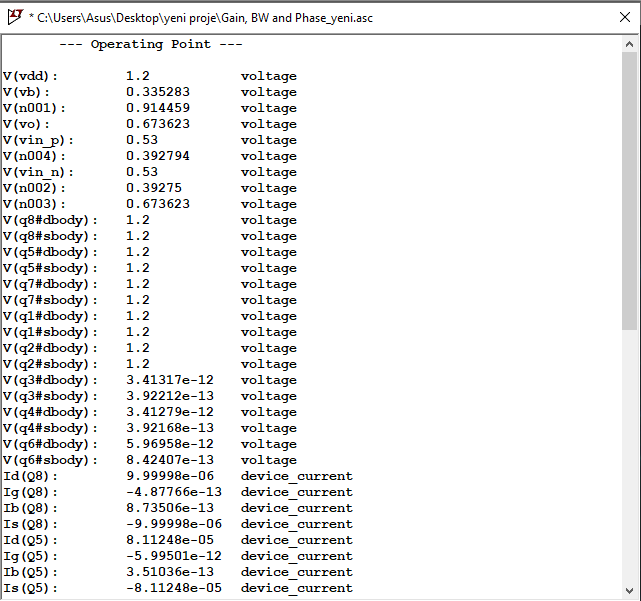 * C:\Users\Asus\Desktop\yeni proje\Gain, BW and Phase_yeni.asc
--- Operating Point ---
V(vdd): 1.2 voltage
V(vb): 0.335283 voltage
V(n001): 0.914459 voltage
V(vo): 0.673623 voltage
V(vin_p): 0.53 voltage
V(n004): 0.392794 voltage
V(vin_n): 0.53 voltage
V(n002): 0.39275 voltage
V(n003): 0.673623 voltage
V(q8#dbody): 1.2 voltage
V(q8#sbody): 1.2 voltage
V(q5#dbody): 1.2 voltage
V(q5#sbody): 1.2 voltage
V(q7#dbody): 1.2 voltage
V(q7#sbody): 1.2 voltage
V(q1#dbody): 1.2 voltage
V(q1#sbody): 1.2 voltage
V(q2#dbody): 1.2 voltage
V(q2#sbody): 1.2 voltage
V(q3#dbody): 3.41317e-12 voltage
V(q3#sbody): 3.92212e-13 voltage
V(q4#dbody): 3.41279e-12 voltage
V(q4#sbody): 3.92168e-13 voltage
V(q6#dbody): 5.96958e-12 voltage
V(q6#sbody): 8.42407e-13 voltage
Id(Q8): 9.99998e-06 device_current
Ig(Q8): -4.87766e-13 device_current
Ib(Q8): 8.73506e-13 device_current
Is(Q8): -9.99998e-06 device_current
Id(Q5): 8.11248e-05 device_current
Ig(Q5): -5.99501e-12 device_current
Ib(Q5): 3.51036e-13 device_current
Is(Q5): -8.11248e-05 device_current